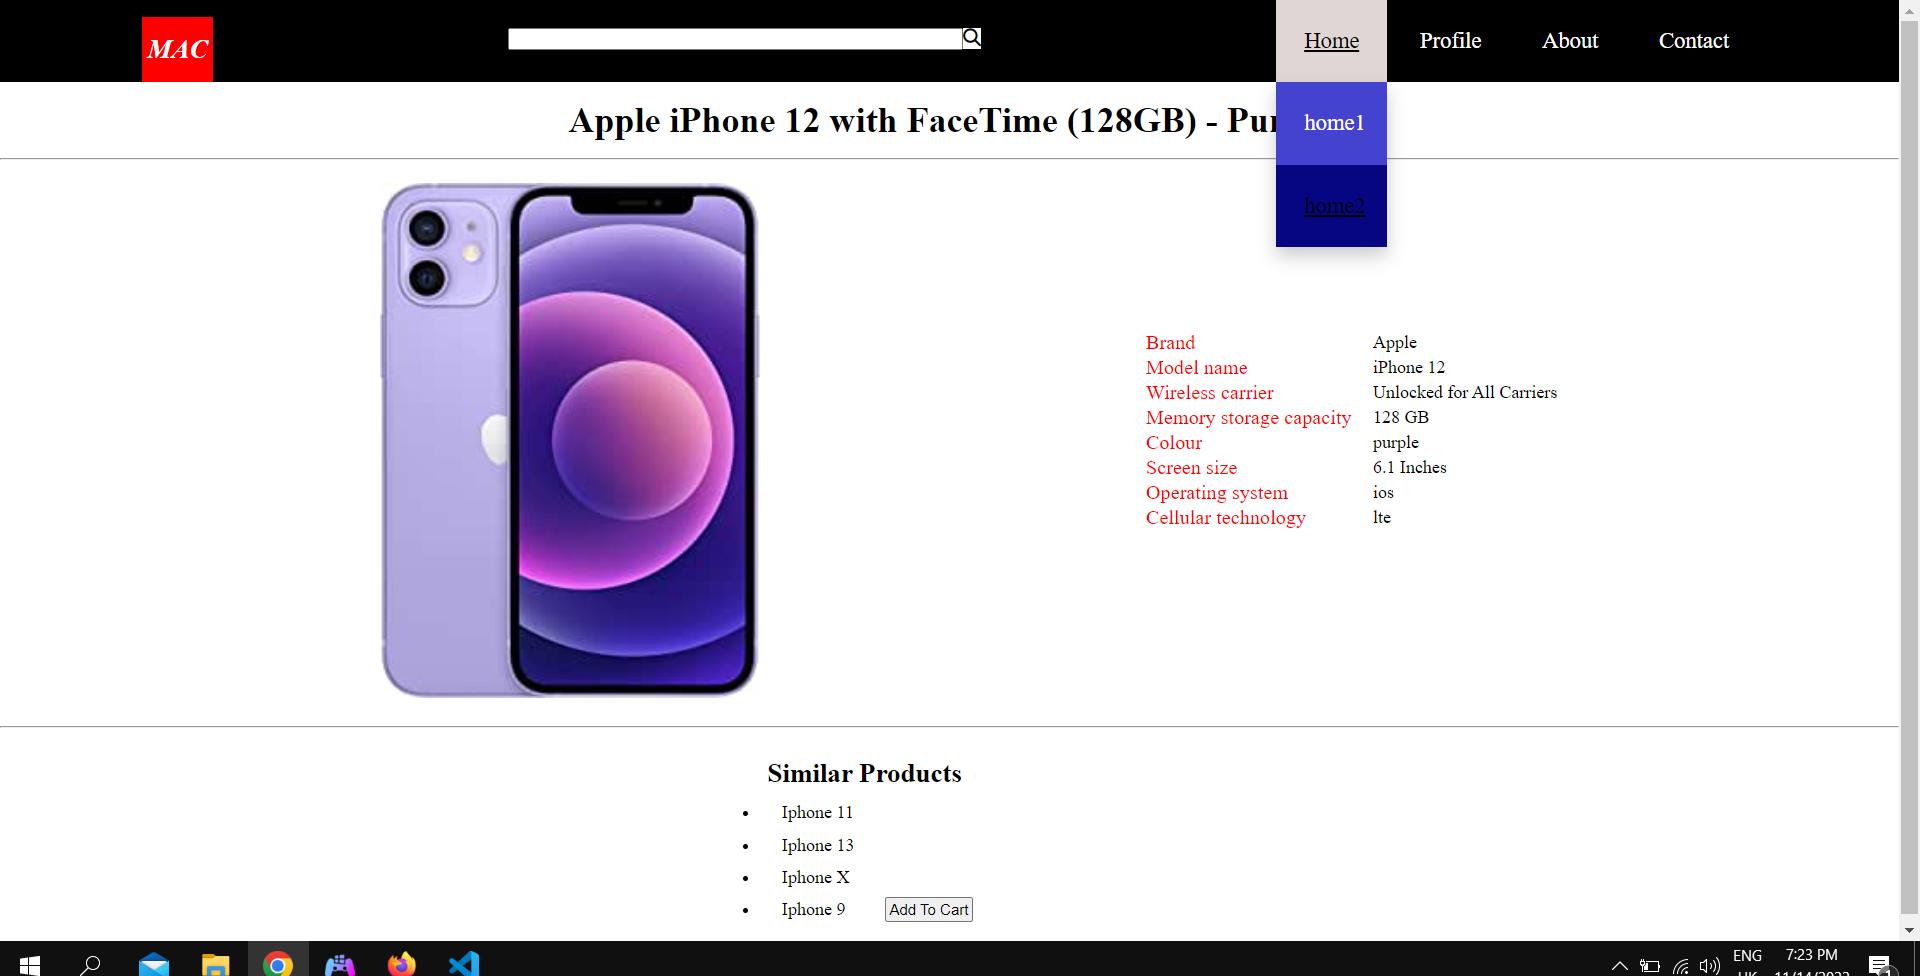 MAC
Home Profile About Contact
Apple iPhone 12 with FaceTime (128GB) - Pu
home1
home2
Brand Apple
Model name iPhone 12
Wireless carrier Unlocked for All Carriers
Memory storage capacity 128 GB
Colour purple
Screen size 6.1 Inches
Operating system ios
Cellular technology lte
Similar Products
Iphone 11
Iphone 13
Iphone X
Iphone 9 Add To Cart
ENG 7:23 PM